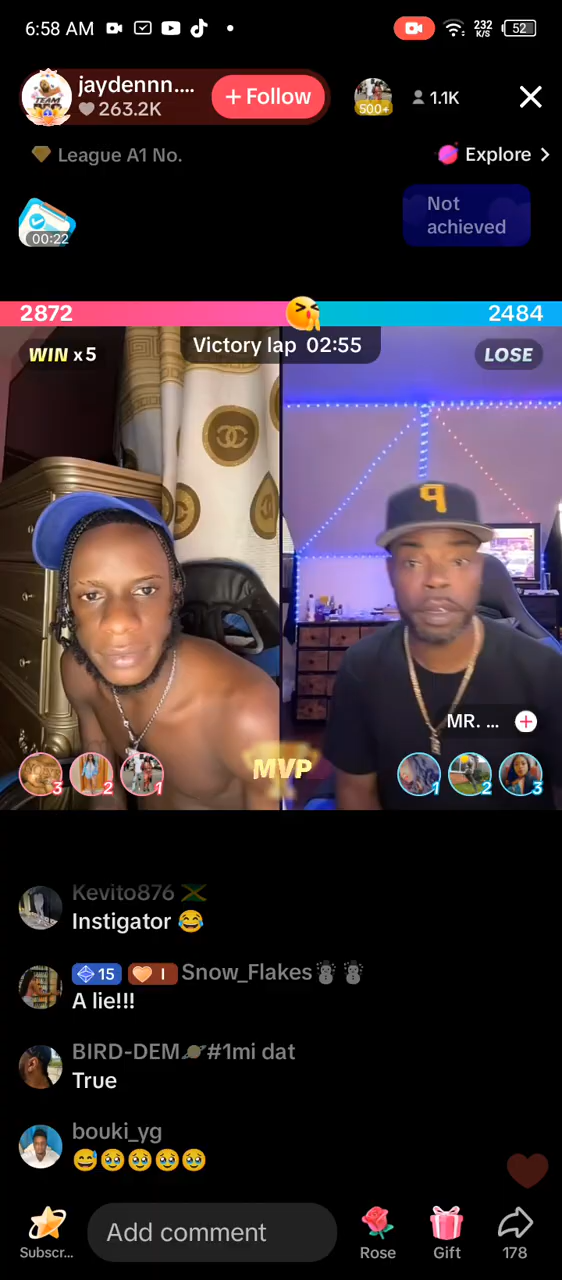 6:58 AM
232
K/S
52
jaydennn....
263.2K
+ Follow
500+
1.1K
League A1 No.
Explore
00:22
Not
achieved
2872
2484
WIN x5
Victory lap 02:55
LOSE
P
MR. ...
MVP
3
2
1
1
2
3
Kevito876
Instigator 😂
15
I
Snow_Flakes☃☃
A lie!!!
BIRD-DEM🪐#1mi dat
True
bouki_yg
😅🥹🥹🥹🥹
Add comment
Subscr...
Rose
Gift
178